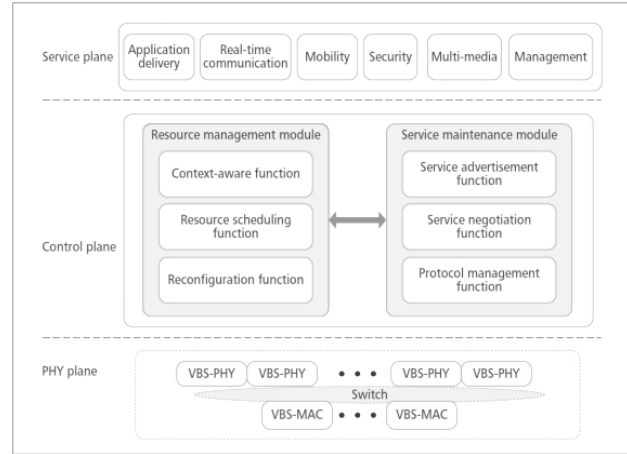 Service plane
Application
delivery
Real-time
communication
Mobility
Security
Multi-media
Management
Control plane
Resource management module
Context-aware function
Resource scheduling
function
Reconfiguration function
Service maintenance module
Service advertisement
function
Service negotiation
function
Protocol management
function
PHY plane
VBS-PHY
VBS-PHY
• • •
VBS-PHY
VBS-PHY
Switch
VBS-MAC
• • •
VBS-MAC